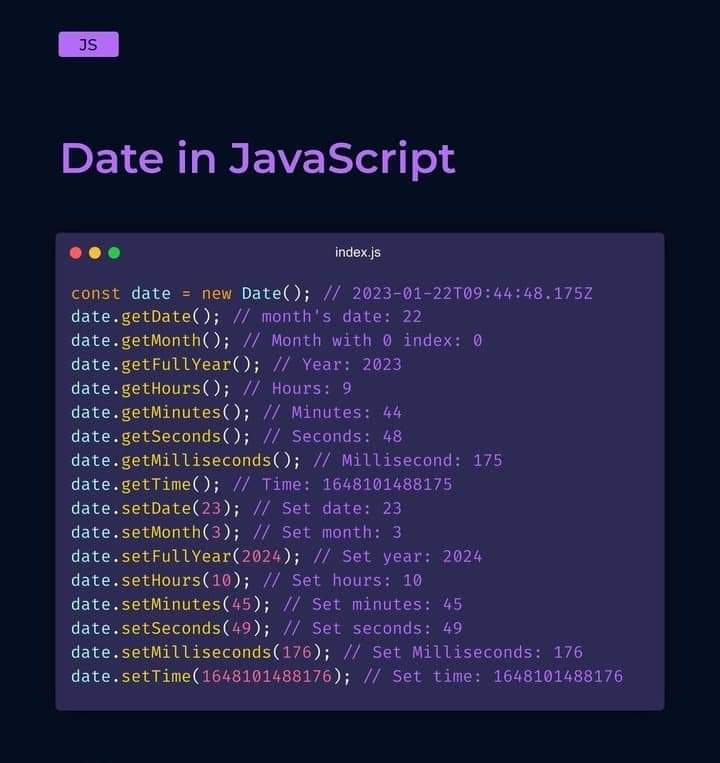 JS
Date in JavaScript
index.js
const date = new Date(); // 2023-01-22T09:44:48.175Z
date.getDate(); // month's date: 22
date.getMonth(); // Month with 0 index: 0
date.getFullYear(); // Year: 2023
date.getHours(); // Hours: 9
date.getMinutes(); // Minutes: 44
date.getSeconds(); // Seconds: 48
date.getMilliseconds(); // Millisecond: 175
date.getTime(); // Time: 1648101488175
date.setDate(23); // Set date: 23
date.setMonth(3); // Set month: 3
date.setFullYear(2024); // Set year: 2024
date.setHours(10); // Set hours: 10
date.setMinutes(45); // Set minutes: 45
date.setSeconds(49); // Set seconds: 49
date.setMilliseconds(176); // Set Milliseconds: 176
date.setTime(1648101488176); // Set time: 1648101488176